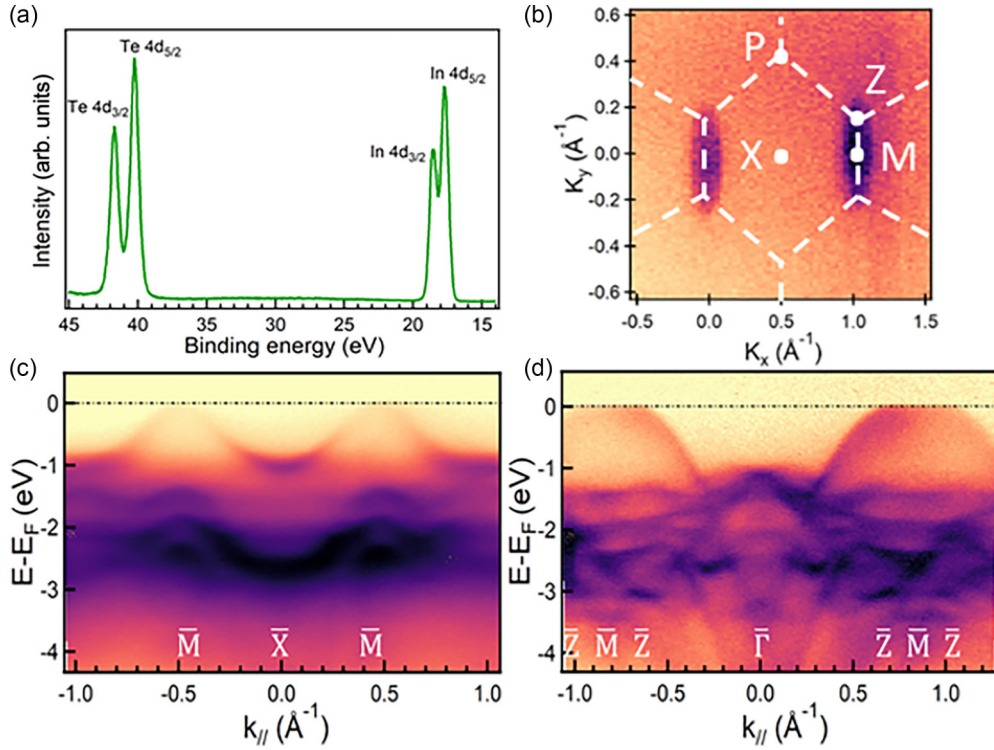 (a)
Te 4d5/2
Te 4d3/2
In 4d5/2
In 4d3/2
Intensity (arb. units)
45 40 35 30 25 20 15
Binding energy (eV)
(b)
0.6
0.4
0.2
0.0
-0.2
-0.4
-0.6
Ky (Å-1)
P
Z
X
M
-0.5 0.0 0.5 1.0 1.5
Kx (Å-1)
(c)
0
-1
-2
-3
-4
E-EF (eV)
M̅ X̅ M̅
-1.0 -0.5 0.0 0.5 1.0
k// (Å-1)
(d)
0
-1
-2
-3
-4
E-EF (eV)
Z̅ M̅ Z̅ Γ̅ Z̅ M̅ Z̅
-1.0 -0.5 0.0 0.5 1.0
k// (Å-1)